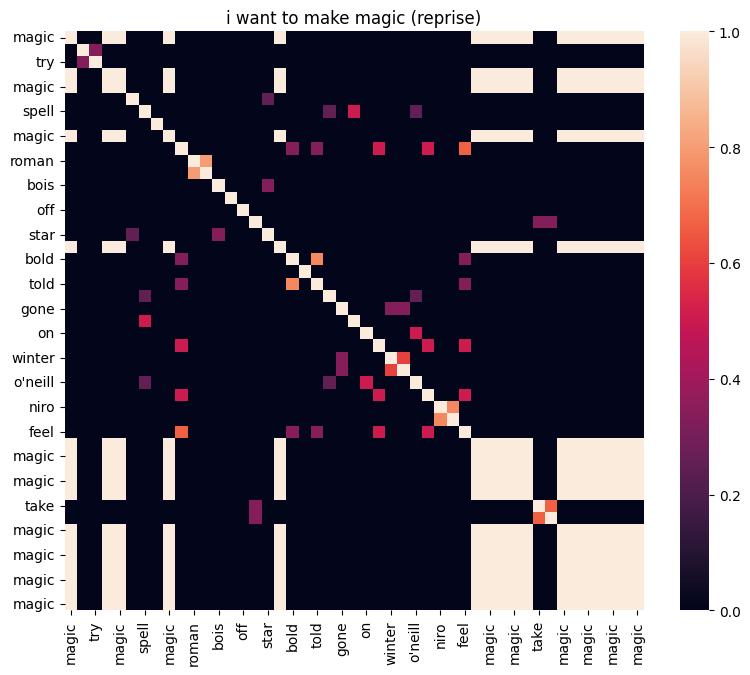 i want to make magic (reprise)
magic
try
magic
spell
magic
roman
bois
off
star
bold
told
gone
on
winter
o'neill
niro
feel
magic
magic
take
magic
magic
magic
magic
1.0
0.8
0.6
0.4
0.2
0.0
magic
try
magic
spell
magic
roman
bois
off
star
bold
told
gone
on
winter
o'neill
niro
feel
magic
magic
take
magic
magic
magic
magic